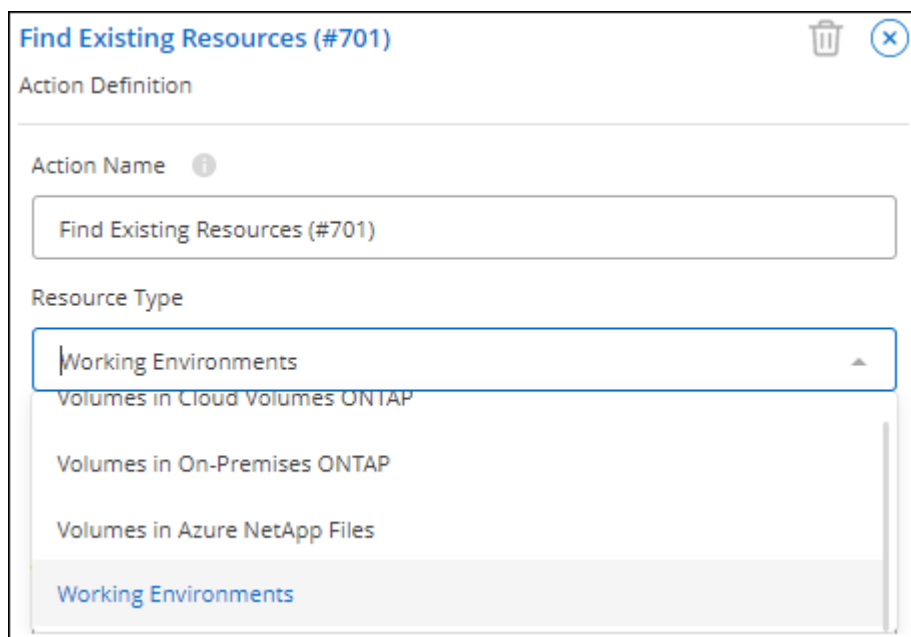 Find Existing Resources (#701)
Action Definition
Action Name
Find Existing Resources (#701)
Resource Type
Working Environments
Volumes in Cloud Volumes ONTAP
Volumes in On-Premises ONTAP
Volumes in Azure NetApp Files
Working Environments